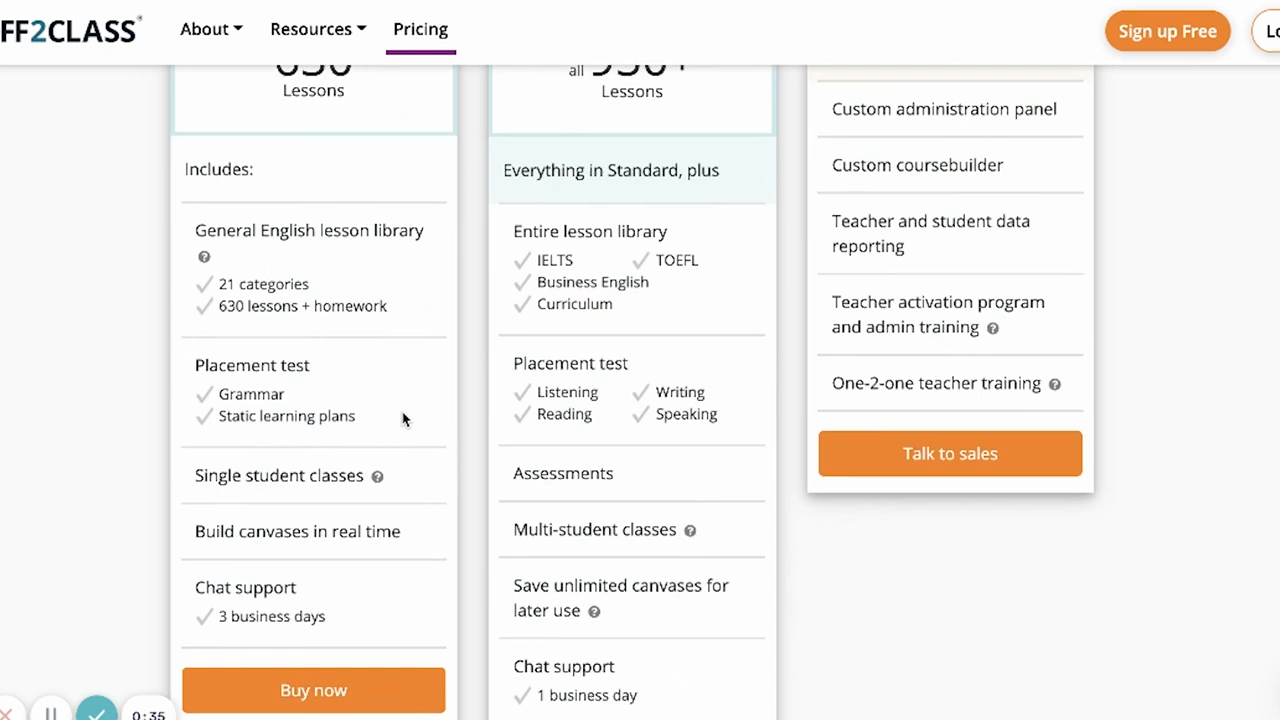 FF2CLASS
About
Resources
Pricing
Sign up Free
Lo
630
Lessons
Includes:
General English lesson library
21 categories
630 lessons + homework
Placement test
Grammar
Static learning plans
Single student classes
Build canvases in real time
Chat support
3 business days
Buy now
all 950+
Lessons
Everything in Standard, plus
Entire lesson library
IELTS
TOEFL
Business English
Curriculum
Placement test
Listening
Writing
Reading
Speaking
Assessments
Multi-student classes
Save unlimited canvases for
later use
Chat support
1 business day
Custom administration panel
Custom coursebuilder
Teacher and student data
reporting
Teacher activation program
and admin training
One-2-one teacher training
Talk to sales
0:35